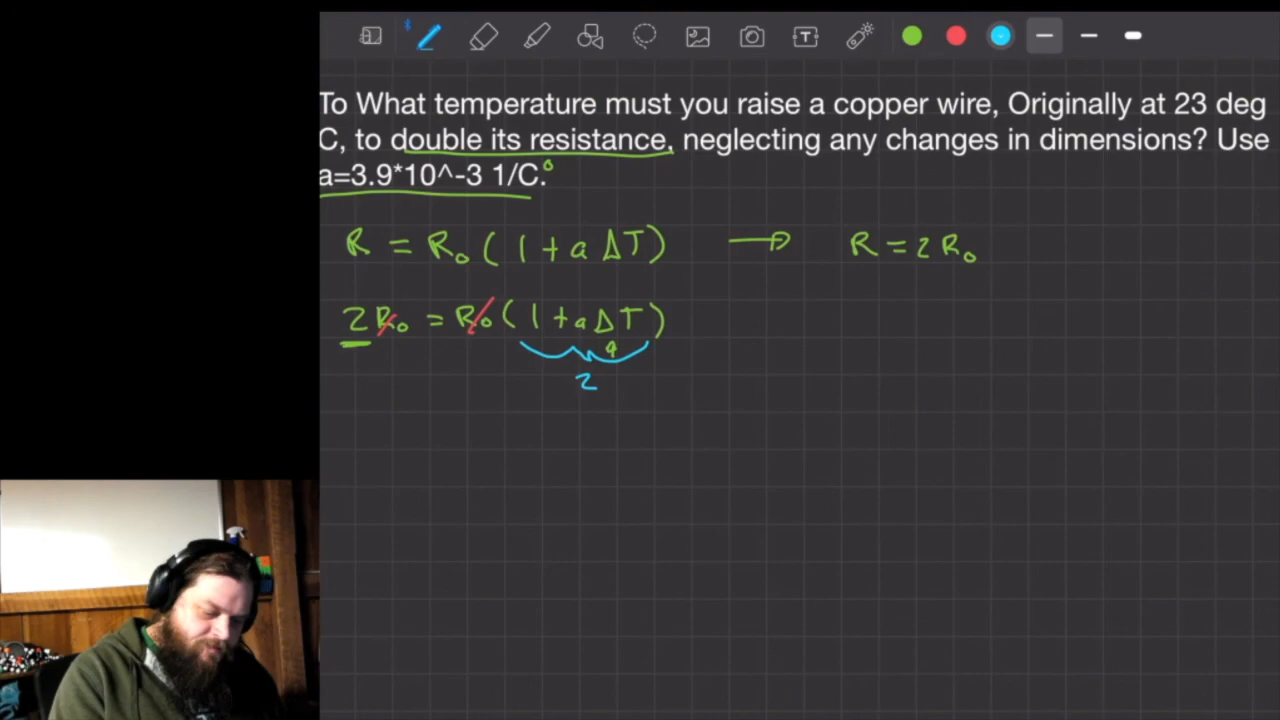 T
To What temperature must you raise a copper wire, Originally at 23 deg
C, to double its resistance, neglecting any changes in dimensions? Use
a=3.9*10^-3 1/C.°
R = R₀ ( 1 + a ΔT ) → R = 2 R₀
2 R₀ = R₀ ( 1 + a ΔT )
2